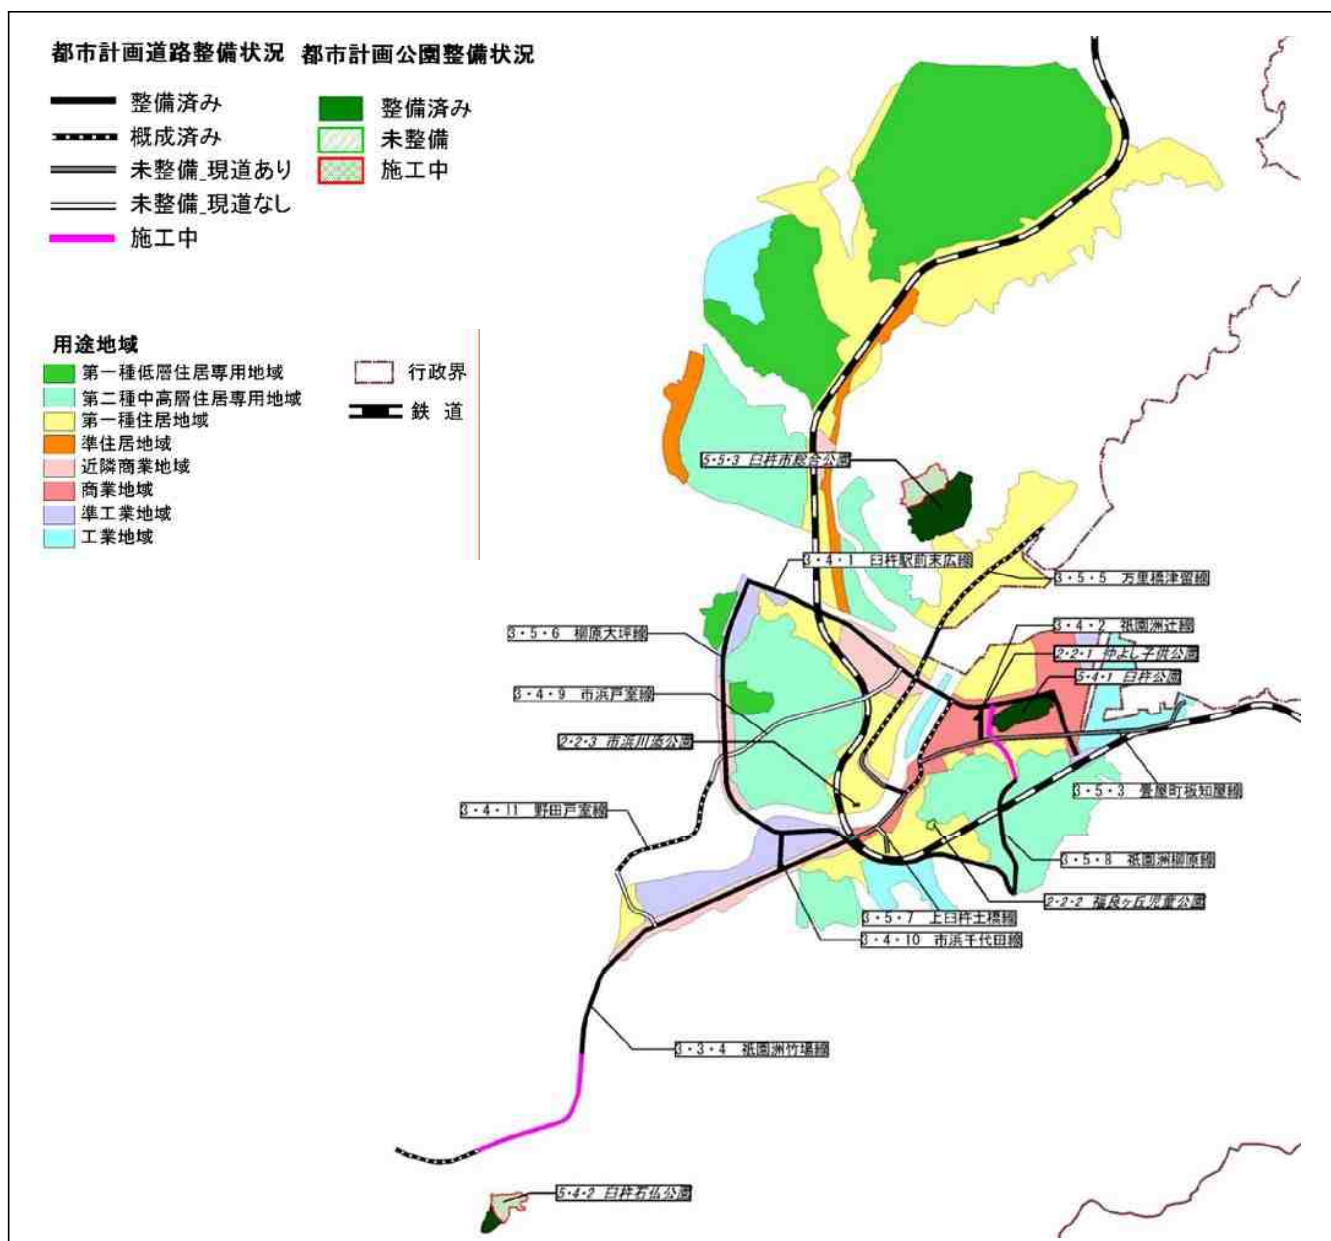 都市計画道路整備状況
整備済み
概成済み
未整備_現道あり
未整備_現道なし
施工中
都市計画公園整備状況
整備済み
未整備
施工中
用途地域
第一種低層住居専用地域
第二種中高層住居専用地域
第一種住居地域
準住居地域
近隣商業地域
商業地域
準工業地域
工業地域
行政界
鉄 道
5・5・3 臼杵市総合公園
3・4・1 臼杵駅前末広線
3・5・5 万里橋津留線
3・5・6 柳原大坪線
3・4・2 祇園洲辻線
2・2・1 仲よし子供公園
5・4・1 臼杵公園
3・4・9 市浜戸室線
2・2・3 市浜川添公園
3・5・3 畳屋町板知屋線
3・4・11 野田戸室線
3・5・8 祇園洲柳原線
2・2・2 福良ヶ丘児童公園
3・5・7 上臼杵土橋線
3・4・10 市浜千代田線
3・3・4 祇園洲竹場線
5・4・2 臼杵石仏公園